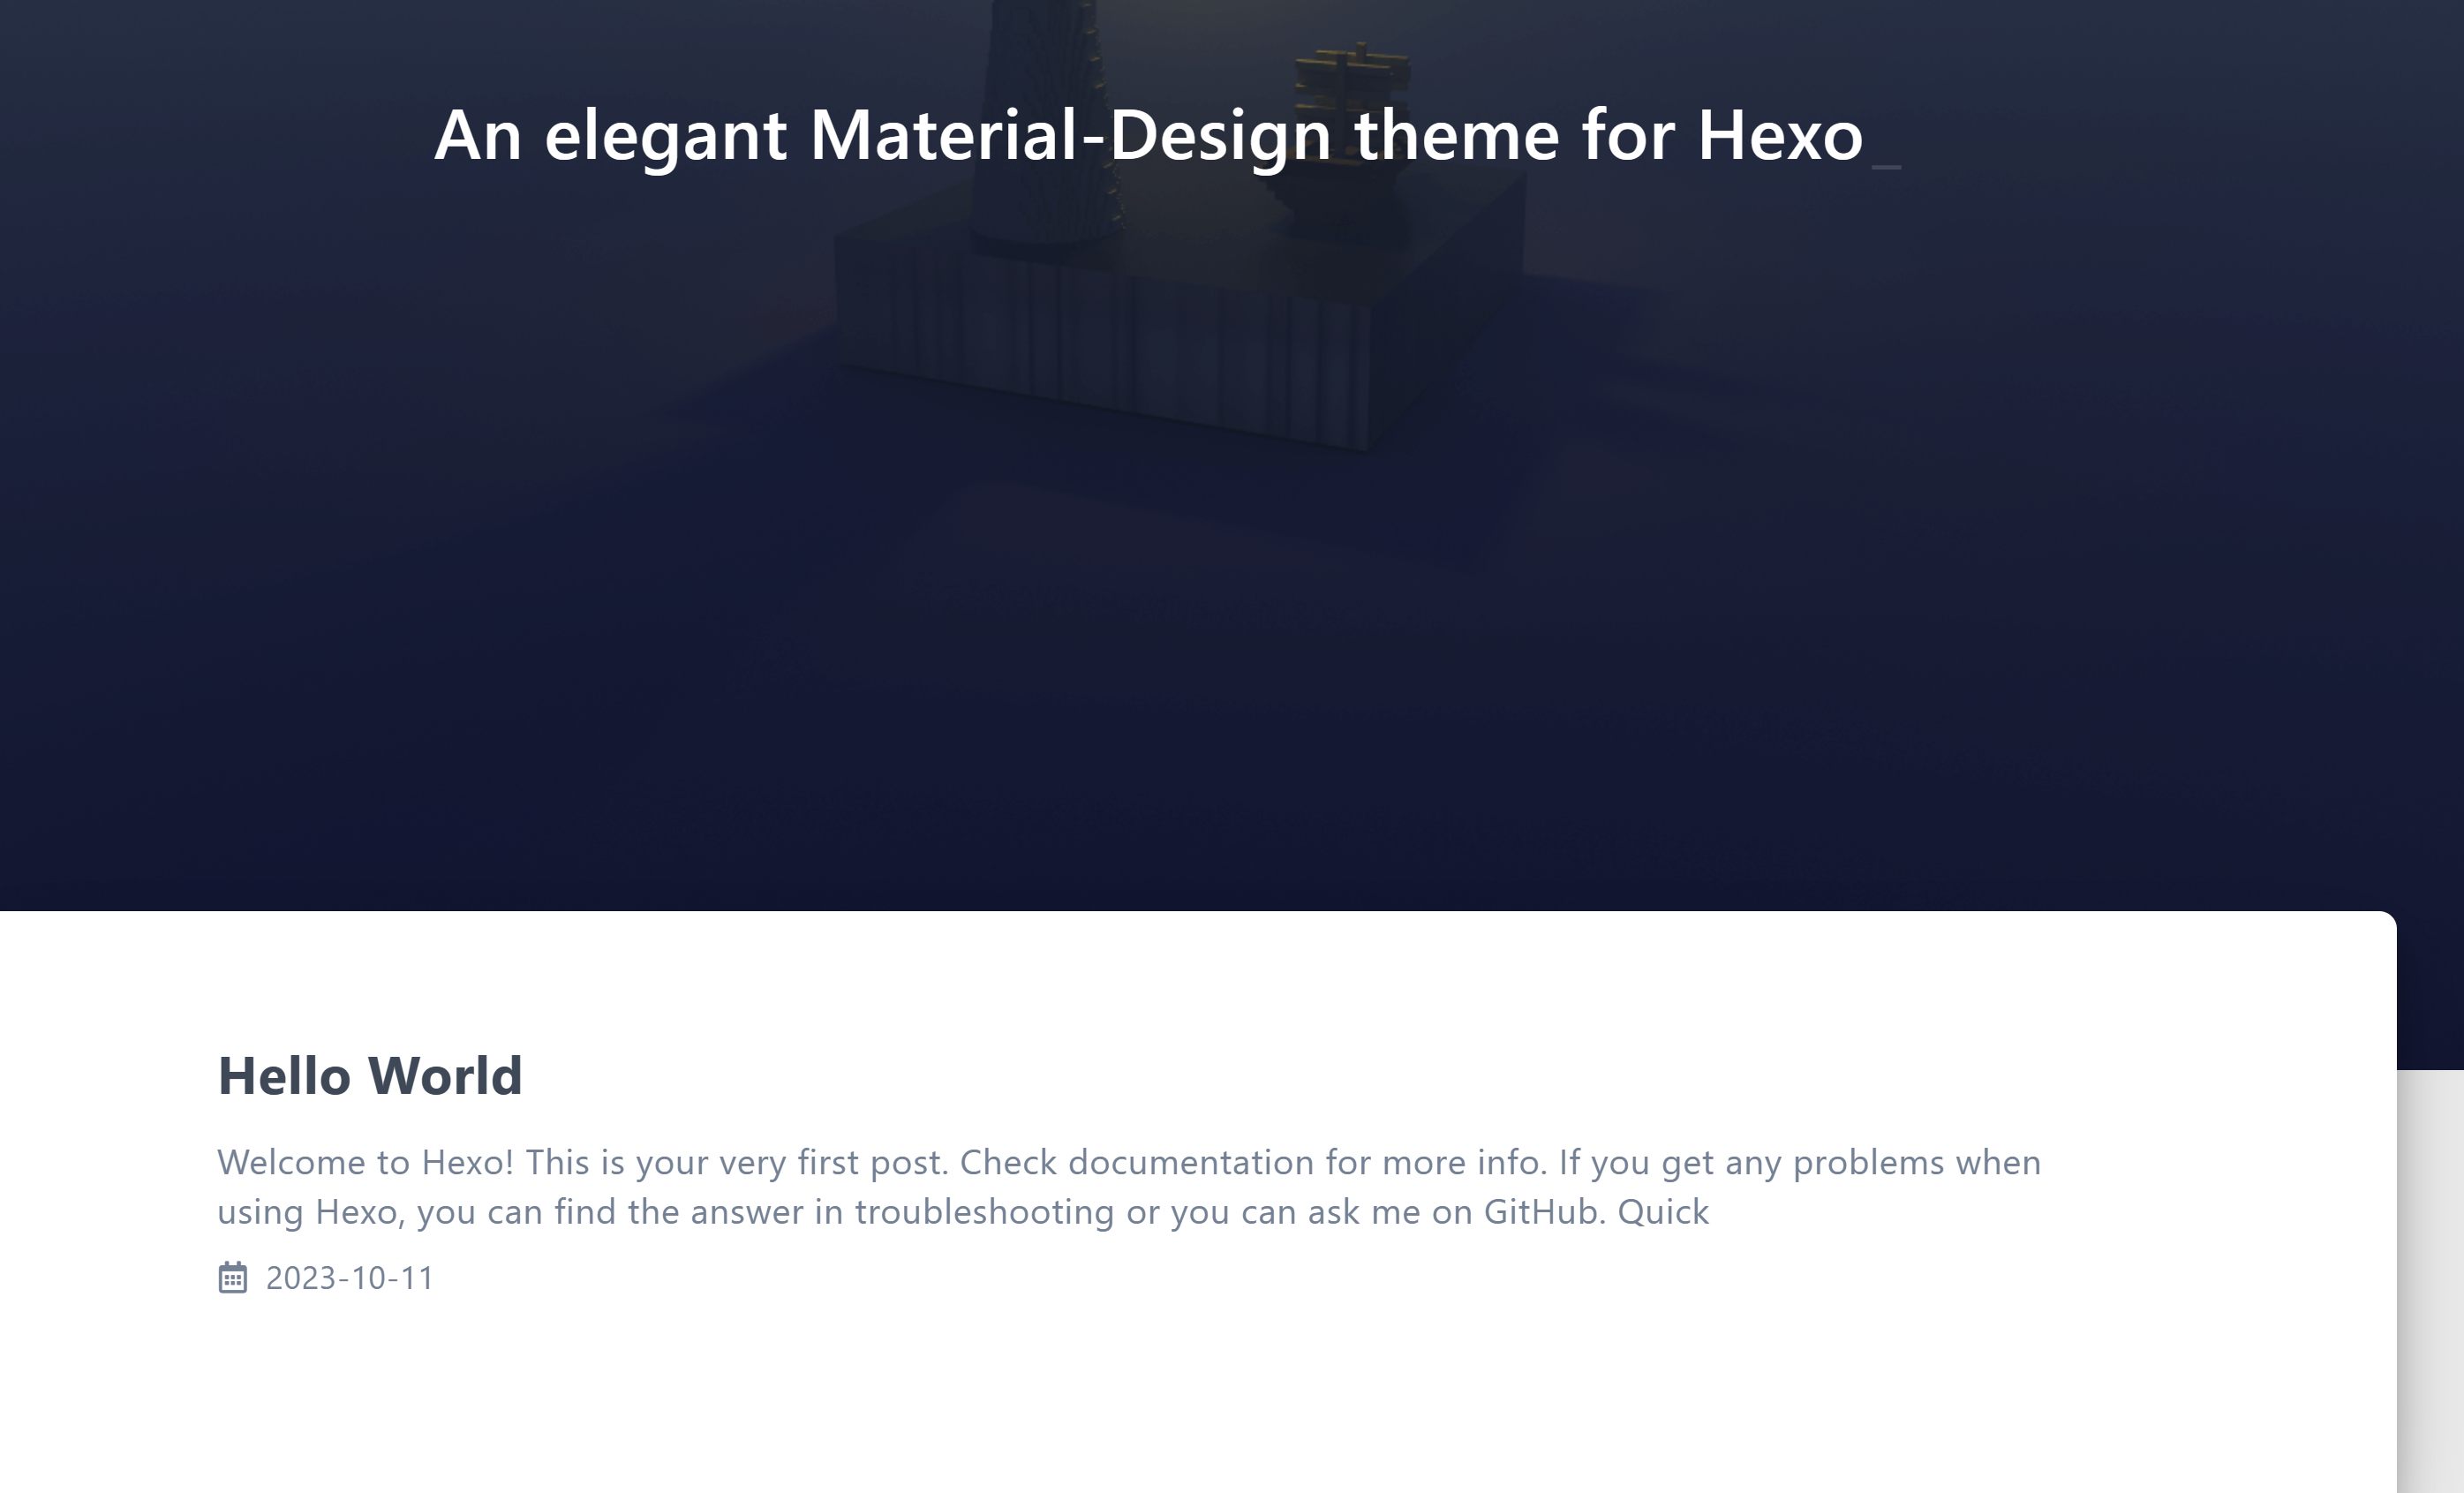 An elegant Material-Design theme for Hexo_
Hello World
Welcome to Hexo! This is your very first post. Check documentation for more info. If you get any problems when
using Hexo, you can find the answer in troubleshooting or you can ask me on GitHub. Quick
2023-10-11